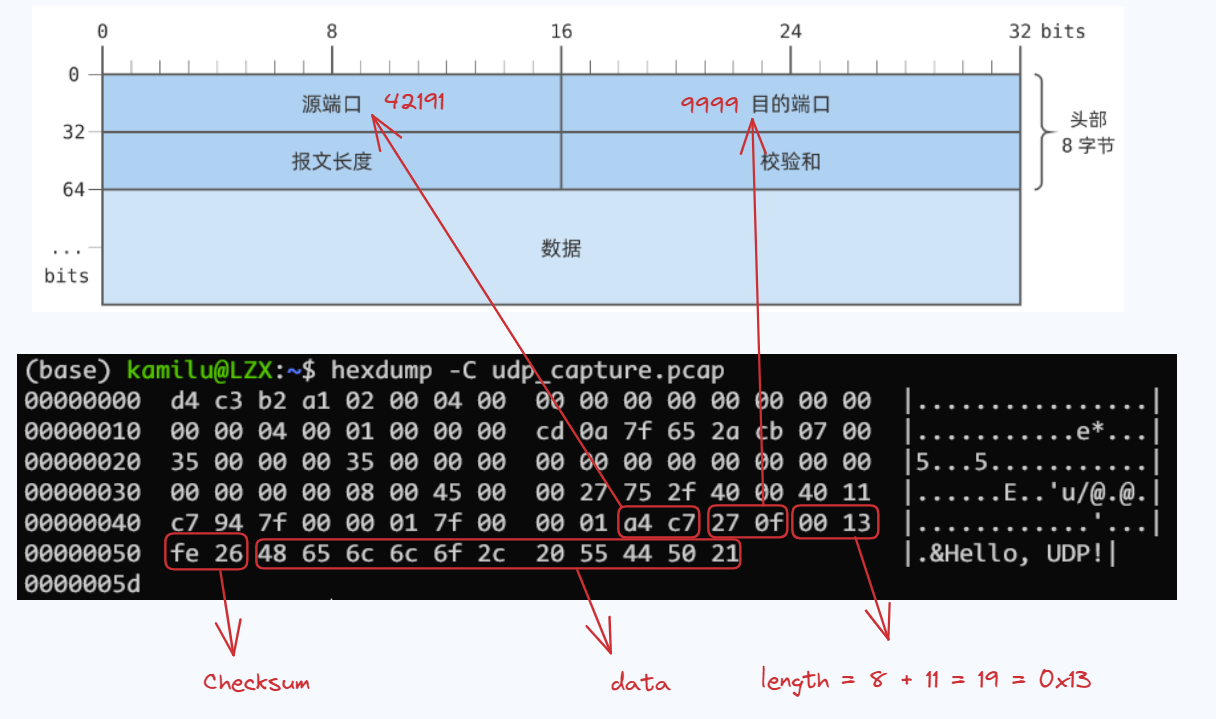 0 8 16 24 32 bits
0
源端口 42191 9999 目的端口
头部
32
8 字节
报文长度 校验和
64
数据
...
bits
(base) kamilu@LZX:~$ hexdump -C udp_capture.pcap
00000000  d4 c3 b2 a1 02 00 04 00  00 00 00 00 00 00 00 00  |................|
00000010  00 00 04 00 01 00 00 00  cd 0a 7f 65 2a cb 07 00  |...........e*...|
00000020  35 00 00 00 35 00 00 00  00 00 00 00 00 00 00 00  |5...5...........|
00000030  00 00 00 00 08 00 45 00  00 27 75 2f 40 00 40 11  |......E..'u/@.@.|
00000040  c7 94 7f 00 00 01 7f 00  00 01 a4 c7 27 0f 00 13  |............'...|
00000050  fe 26 48 65 6c 6c 6f 2c  20 55 44 50 21  |.&Hello, UDP!|
0000005d
Checksum data length = 8 + 11 = 19 = 0x13